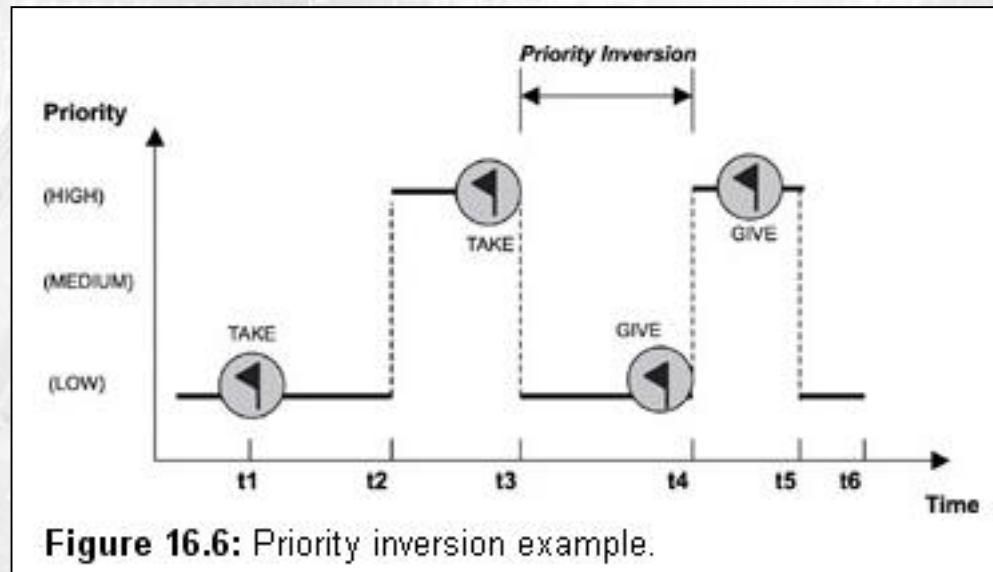 Priority Inversion
Priority
(HIGH)
TAKE
GIVE
(MEDIUM)
TAKE
GIVE
(LOW)
t1 t2 t3 t4 t5 t6
Time
Figure 16.6: Priority inversion example.